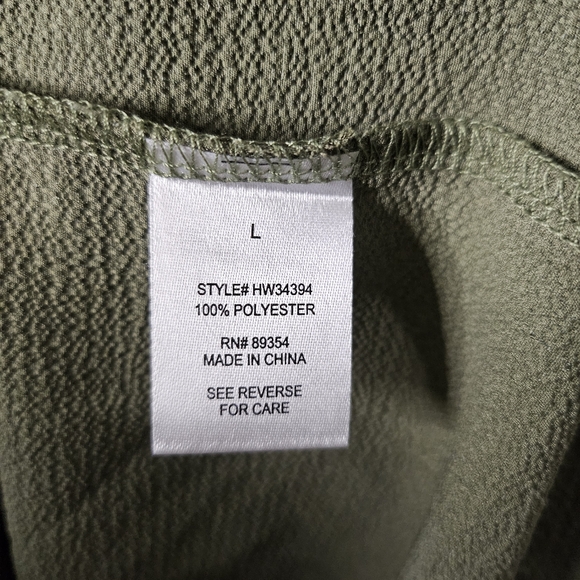 L
STYLE# HW34394
100% POLYESTER
RN# 89354
MADE IN CHINA
SEE REVERSE
FOR CARE